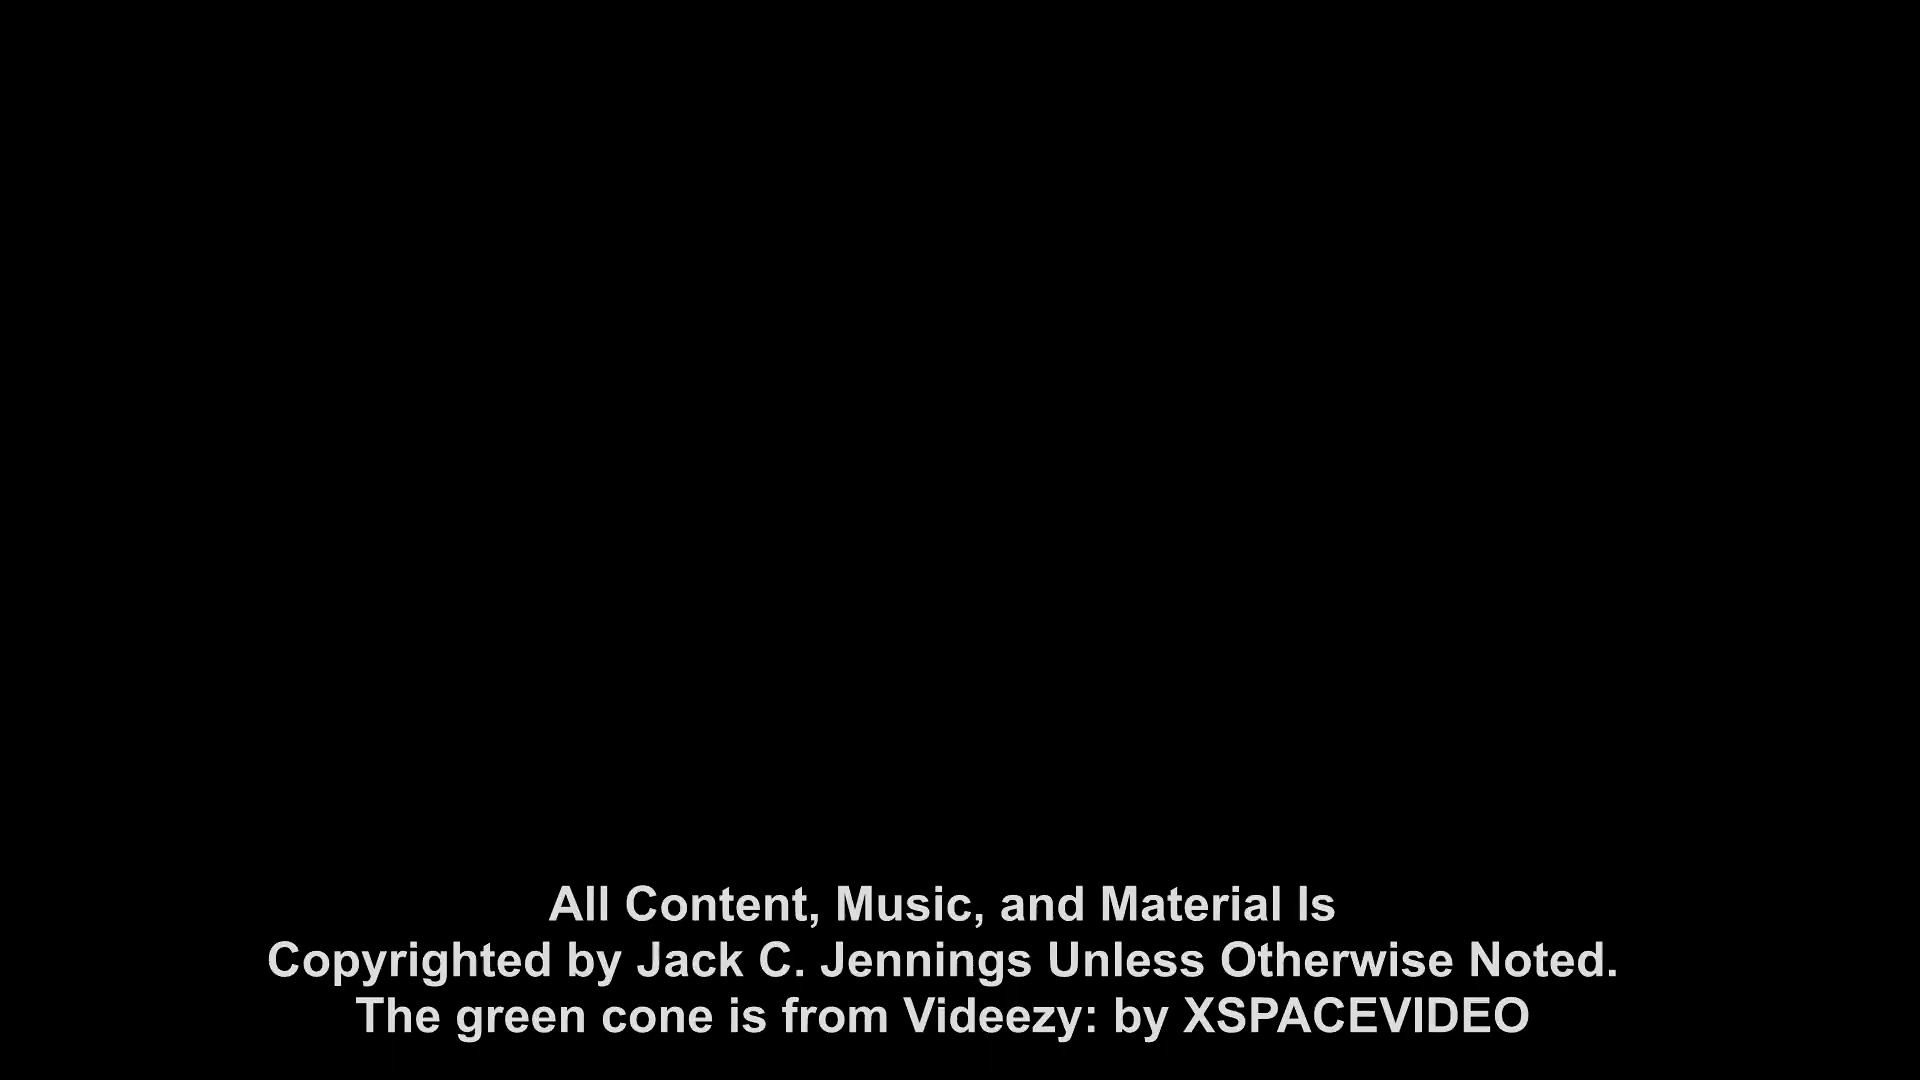 All Content, Music, and Material Is
Copyrighted by Jack C. Jennings Unless Otherwise Noted.
The green cone is from Videezy: by XSPACEVIDEO